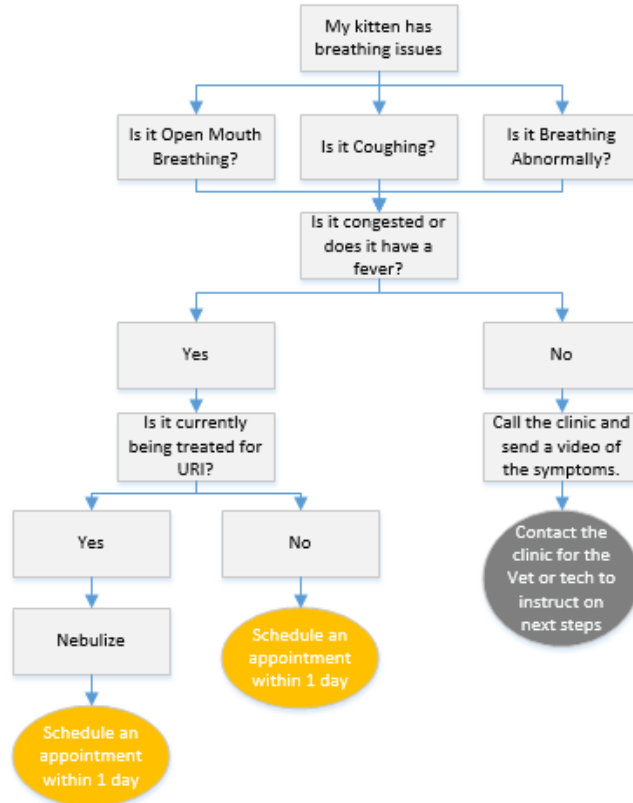 My kitten has
breathing issues
Is it Open Mouth
Breathing?
Is it Coughing?
Is it Breathing
Abnormally?
Is it congested or
does it have a
fever?
Yes
No
Is it currently
being treated for
URI?
Call the clinic and
send a video of
the symptoms.
Yes
No
Contact the
clinic for the
Vet or tech to
instruct on
next steps
Nebulize
Schedule an
appointment
within 1 day
Schedule an
appointment
within 1 day